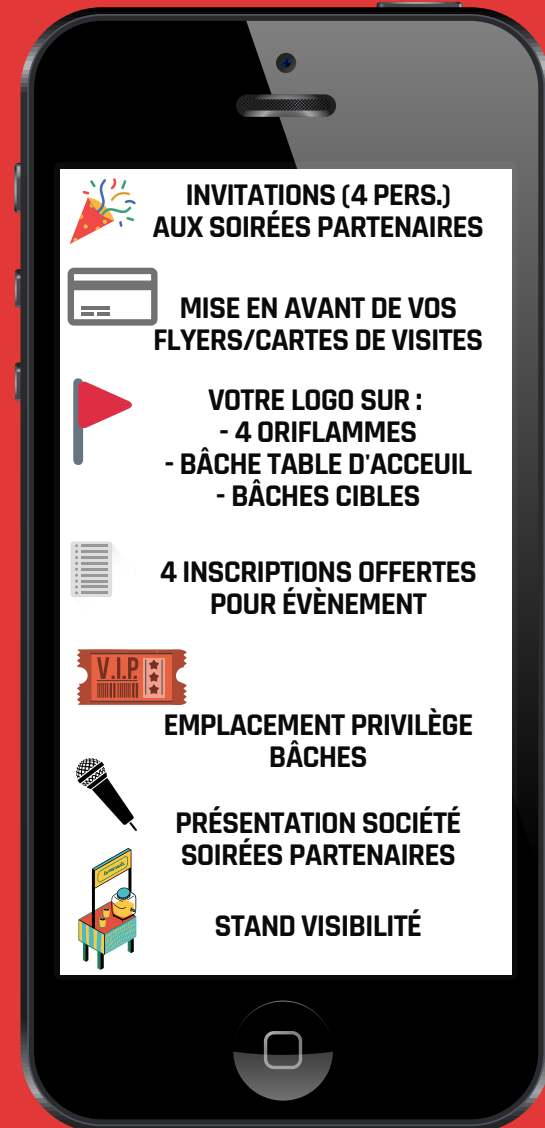 INVITATIONS (4 PERS.)
AUX SOIRÉES PARTENAIRES
MISE EN AVANT DE VOS
FLYERS/CARTES DE VISITES
VOTRE LOGO SUR :
- 4 ORIFLAMMES
- BÂCHE TABLE D'ACCEUIL
- BÂCHES CIBLES
4 INSCRIPTIONS OFFERTES
POUR ÉVÈNEMENT
V.I.P.
EMPLACEMENT PRIVILÈGE
BÂCHES
PRÉSENTATION SOCIÉTÉ
SOIRÉES PARTENAIRES
STAND VISIBILITÉ